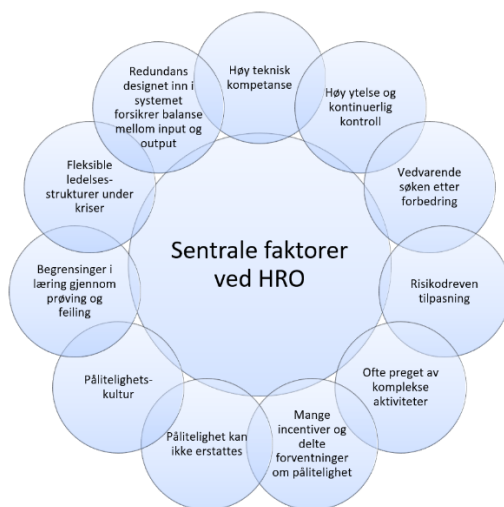 Sentrale faktorer
ved HRO
Høy teknisk
kompetanse
Høy ytelse og
kontinuerlig
kontroll
Vedvarende
søken etter
forbedring
Risikodreven
tilpasning
Ofte preget av
komplekse
aktiviteter
Mange
incentiver og
delte
forventninger
om pålitelighet
Pålitelighet kan
ikke erstattes
Pålitelighets-
kultur
Begrensinger i
læring gjennom
prøving og
feiling
Fleksible
ledelses-
strukturer under
kriser
Redundans
designet inn i
systemet
forsikrer balanse
mellom input og
output